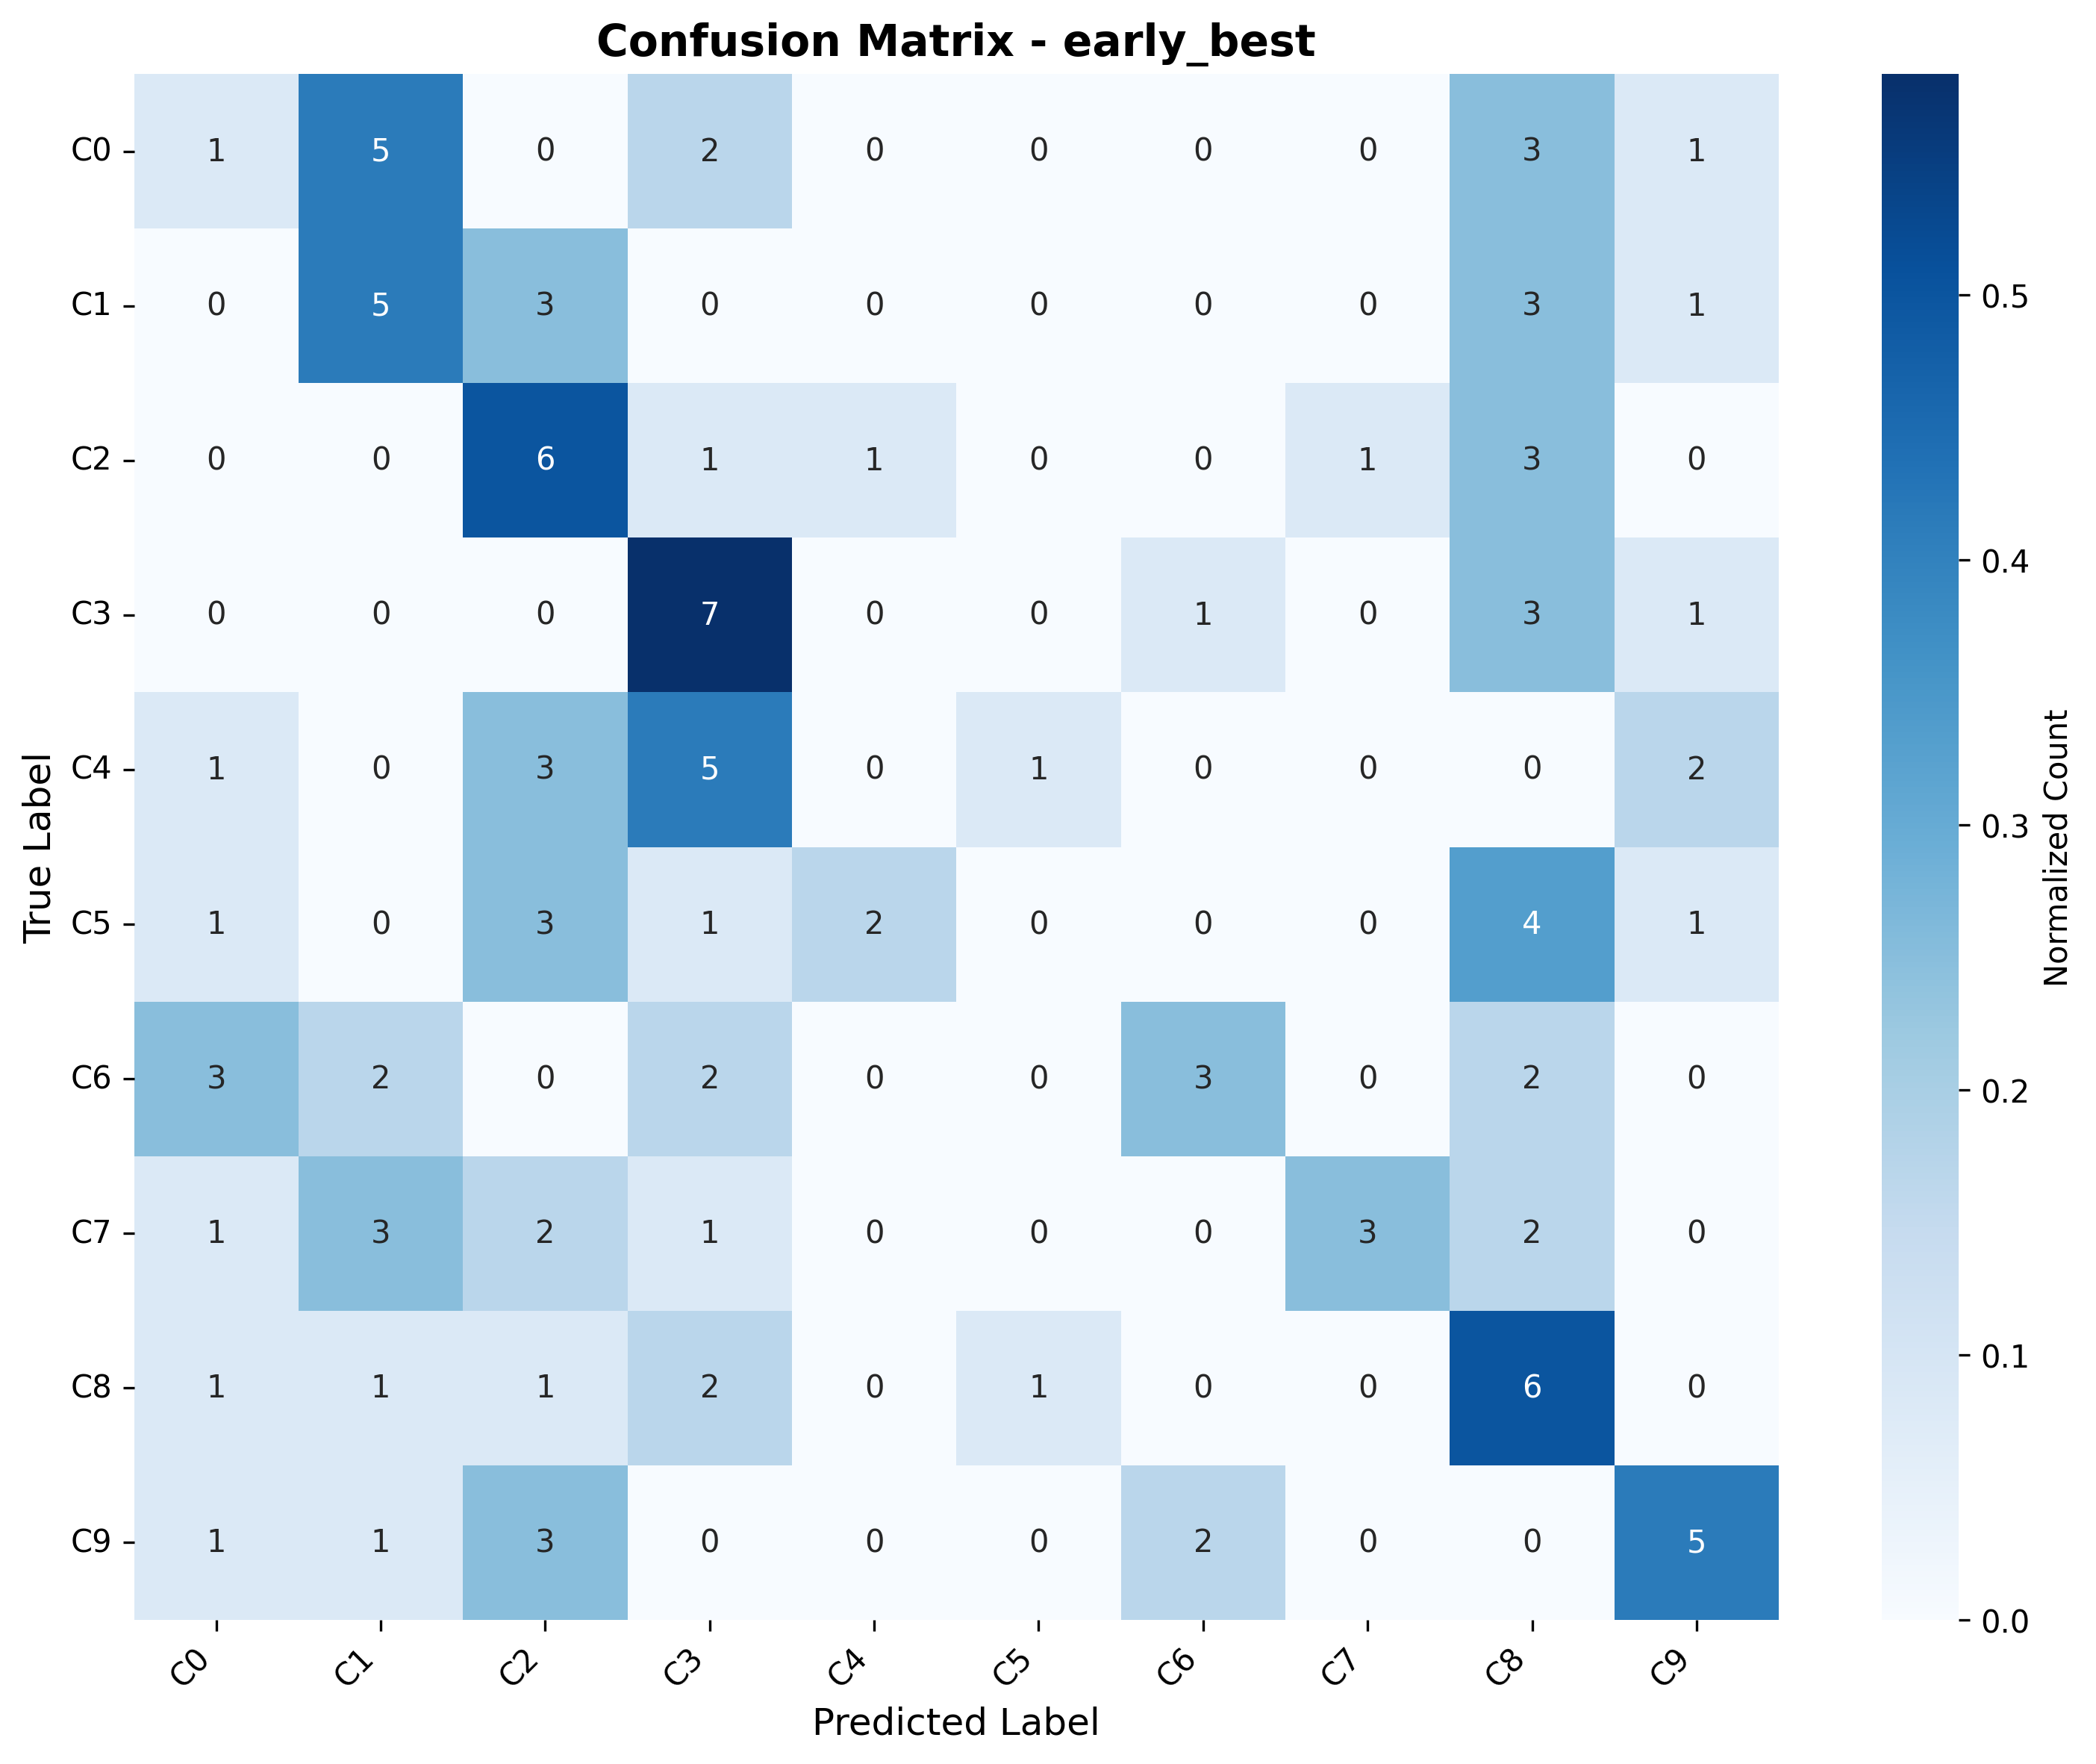 Confusion Matrix - early_best
C0 1 5 0 2 0 0 0 0 3 1
C1 0 5 3 0 0 0 0 0 3 1
C2 0 0 6 1 1 0 0 1 3 0
C3 0 0 0 7 0 0 1 0 3 1
C4 1 0 3 5 0 1 0 0 0 2
C5 1 0 3 1 2 0 0 0 4 1
C6 3 2 0 2 0 0 3 0 2 0
C7 1 3 2 1 0 0 0 3 2 0
C8 1 1 1 2 0 1 0 0 6 0
C9 1 1 3 0 0 0 2 0 0 5
C0 C1 C2 C3 C4 C5 C6 C7 C8 C9
Predicted Label
True Label
0.5
0.4
0.3
0.2
0.1
0.0
Normalized Count